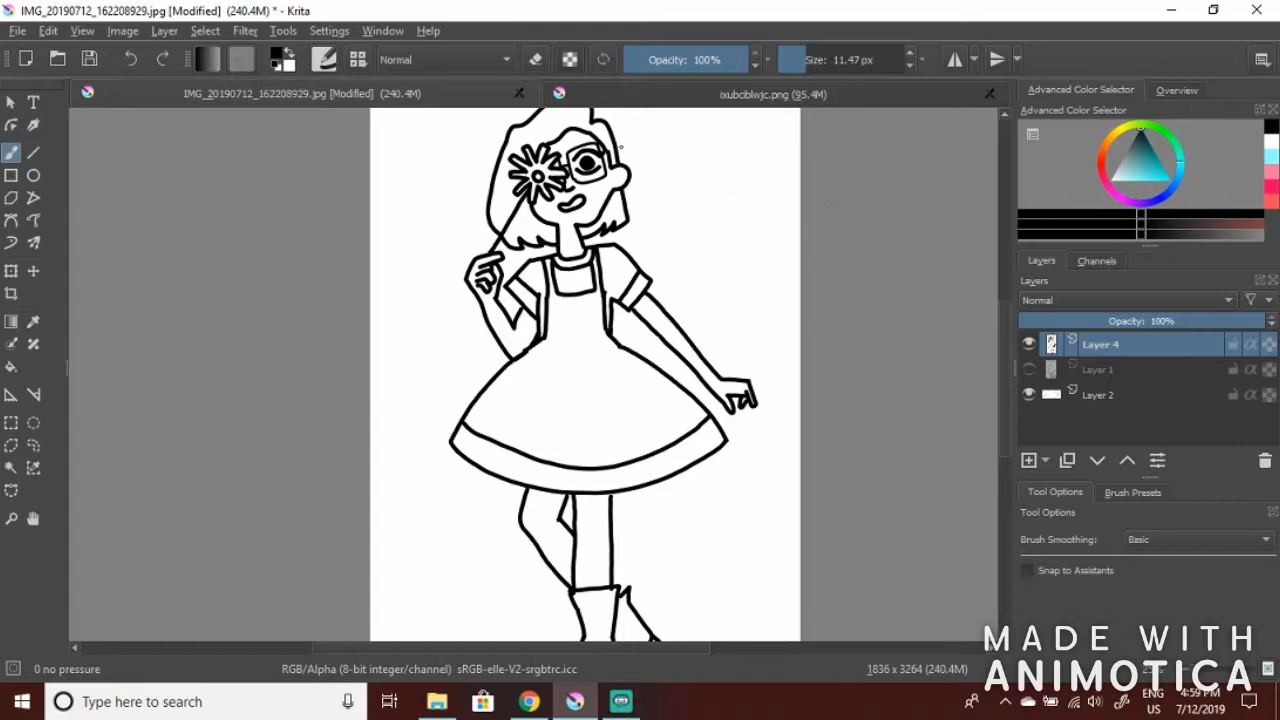 IMG_20190712_162208929.jpg [Modified] (240.4M) * - Krita
File Edit View Image Layer Select Filter Tools Settings Window Help
Normal Opacity: 100% Size: 11.47 px
IMG_20190712_162208929.jpg [Modified] (240.4M) ixubciblwjc.png (95.4M)
Advanced Color Selector Overview
Advanced Color Selector
Layers Channels
Layers
Normal
Opacity: 100%
Layer 4
Layer 1
Layer 2
Tool Options Brush Presets
Tool Options
Brush Smoothing: Basic
Snap to Assistants
MADE WITH
ANIMOTICA
0 no pressure RGB/Alpha (8-bit integer/channel) sRGB-elle-V2-srgbtrc.icc 1836 x 3264 (240.4M)
Type here to search
ENG
US
4:59 PM
7/12/2019